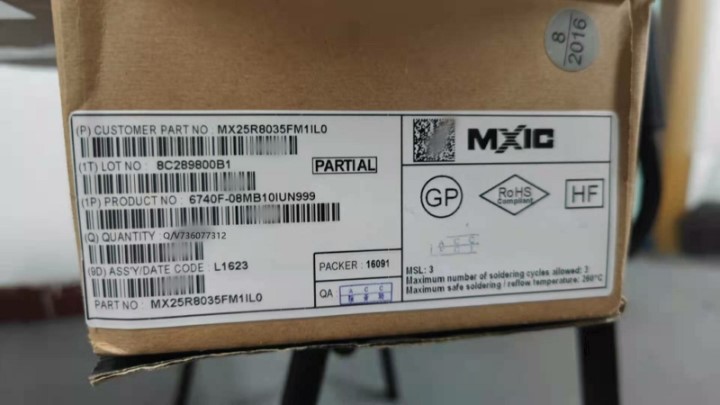 8
2016
(P) CUSTOMER PART NO : MX25R8035FM1IL0
MXIC
(1T) LOT NO : 8C289800B1
PARTIAL
(1P) PRODUCT NO : 6740F-08MB10IUN999
GP
RoHS
Compliant
HF
(Q) QUANTITY : Q/V736077312
(9D) ASS'Y/DATE CODE : L1623
PACKER : 16091
MSL: 3
Maximum number of soldering cycles allowed: 3
Maximum safe soldering / reflow temperature: 260°C
QA
PART NO : MX25R8035FM1IL0